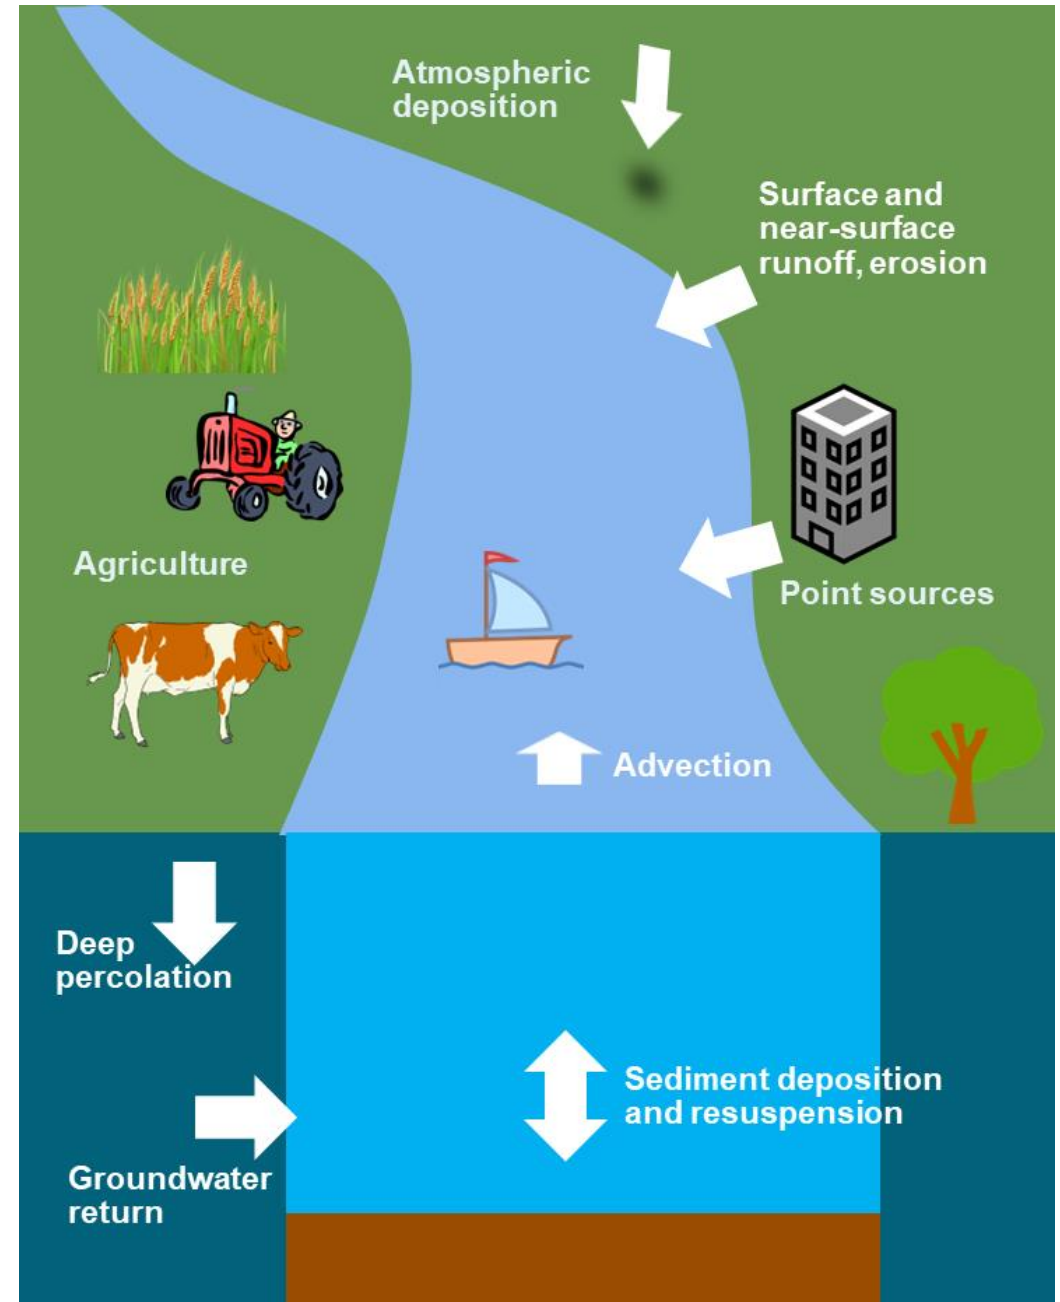 Atmospheric
deposition
Surface and
near-surface
runoff, erosion
Agriculture
Point sources
Advection
Deep
percolation
Sediment deposition
and resuspension
Groundwater
return